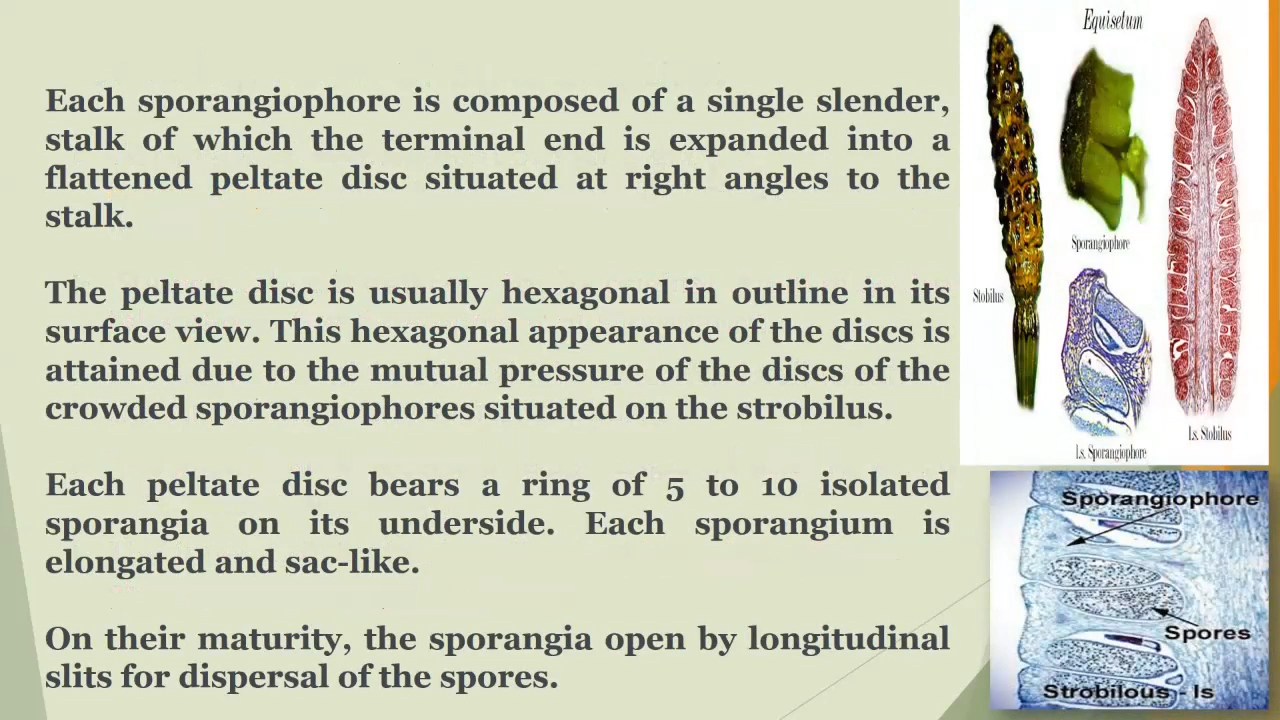 Each sporangiophore is composed of a single slender,
stalk of which the terminal end is expanded into a
flattened peltate disc situated at right angles to the
stalk.
The peltate disc is usually hexagonal in outline in its
surface view. This hexagonal appearance of the discs is
attained due to the mutual pressure of the discs of the
crowded sporangiophores situated on the strobilus.
Each peltate disc bears a ring of 5 to 10 isolated
sporangia on its underside. Each sporangium is
elongated and sac-like.
On their maturity, the sporangia open by longitudinal
slits for dispersal of the spores.
Equisetum
Sporangiophore
Stobilus
Ls. Stobilus
Ls. Sporangiophore
Sporangiophore
Spores
Strobilous - ls